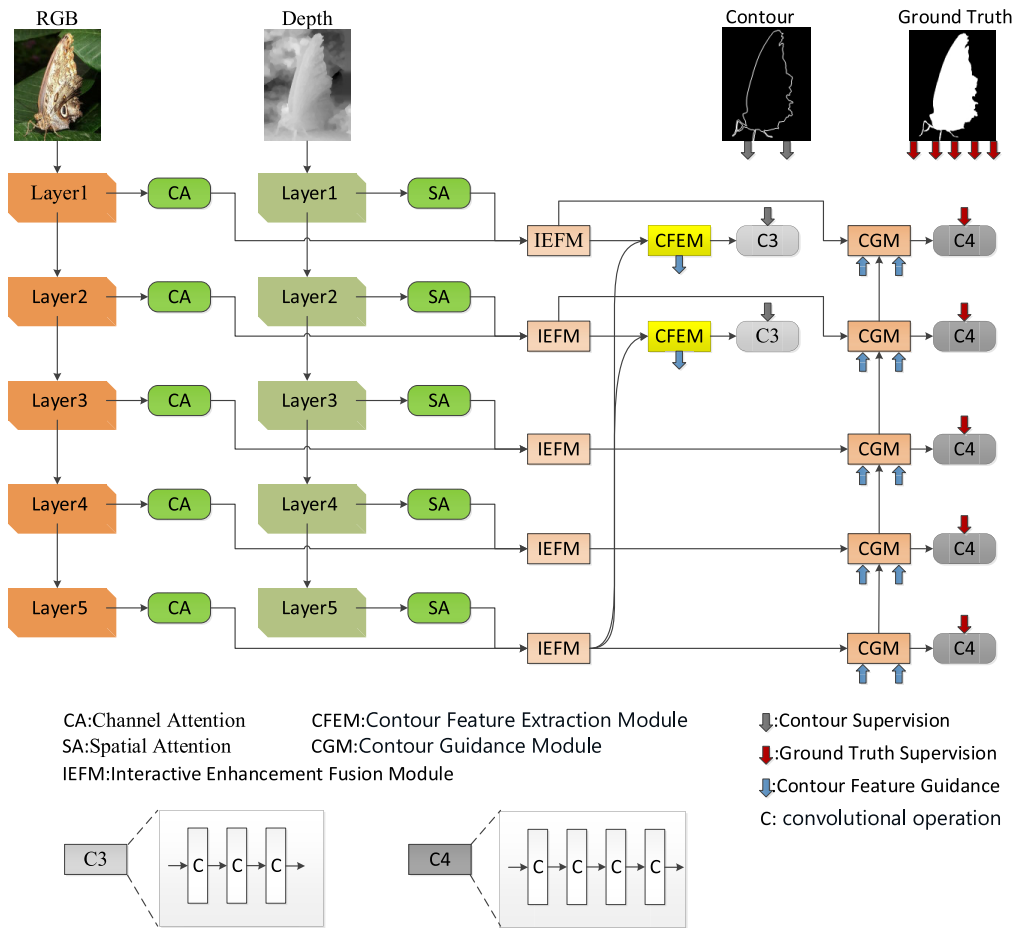 RGB Depth Contour Ground Truth
Layer1 CA Layer1 SA
IEFM CFEM C3 CGM C4
Layer2 CA Layer2 SA
IEFM CFEM C3 CGM C4
Layer3 CA Layer3 SA
IEFM CGM C4
Layer4 CA Layer4 SA
IEFM CGM C4
Layer5 CA Layer5 SA
IEFM CGM C4
CA:Channel Attention
SA:Spatial Attention
IEFM:Interactive Enhancement Fusion Module
CFEM:Contour Feature Extraction Module
CGM:Contour Guidance Module
:Contour Supervision
:Ground Truth Supervision
:Contour Feature Guidance
C: convolutional operation
C3 C C C
C4 C C C C